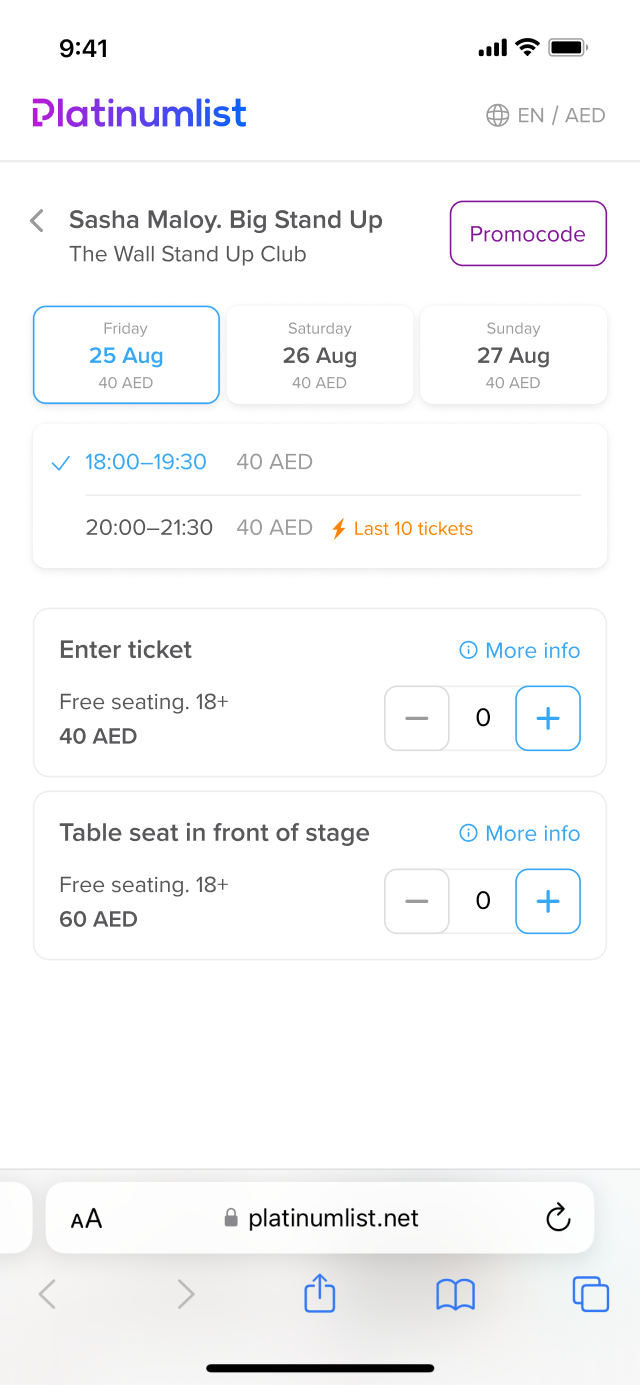 9:41
Platinumlist
EN / AED
Sasha Maloy. Big Stand Up
The Wall Stand Up Club
Promocode
Friday
25 Aug
40 AED
Saturday
26 Aug
40 AED
Sunday
27 Aug
40 AED
18:00–19:30 40 AED
20:00–21:30 40 AED Last 10 tickets
Enter ticket
More info
Free seating. 18+
40 AED
0
Table seat in front of stage
More info
Free seating. 18+
60 AED
0
AA
platinumlist.net